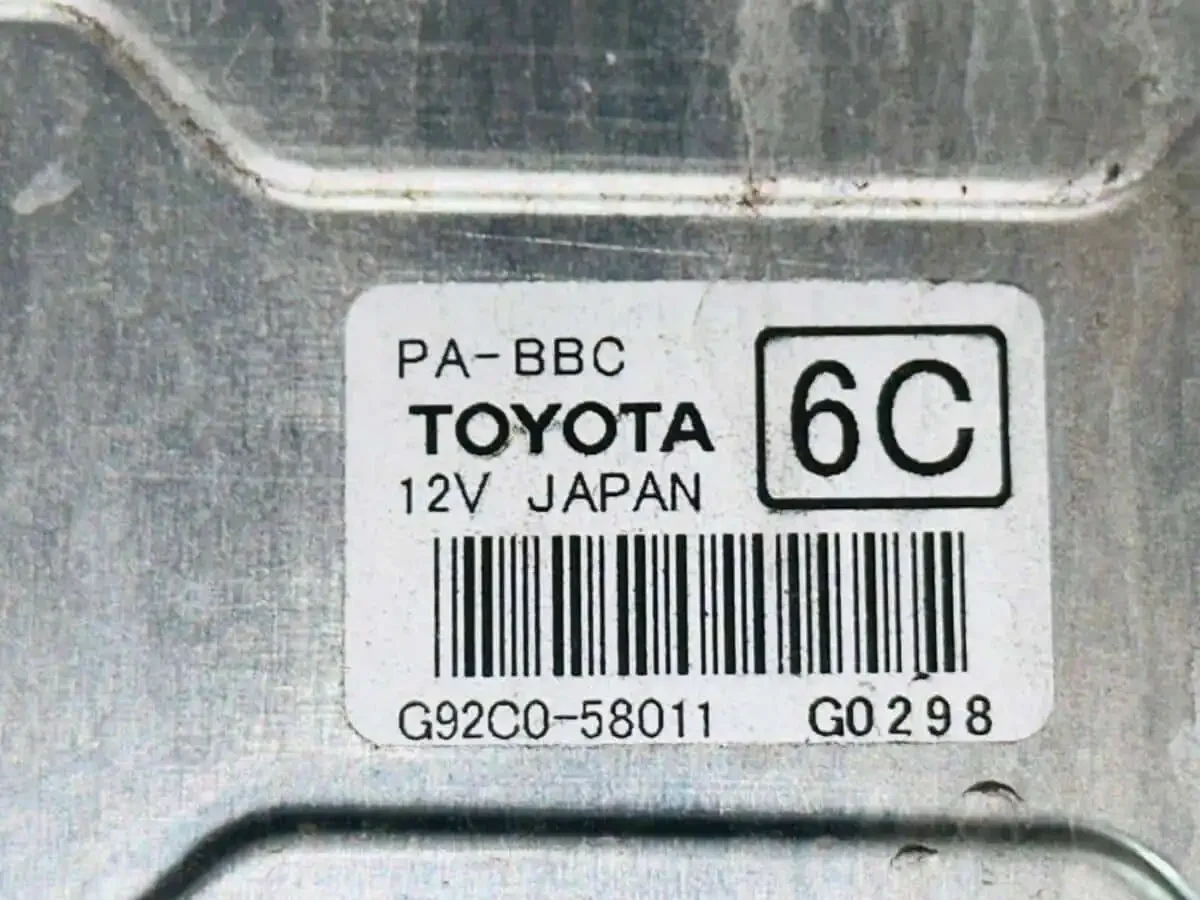 PA-BBC
TOYOTA
12V JAPAN
6C
G92C0-58011 G0298